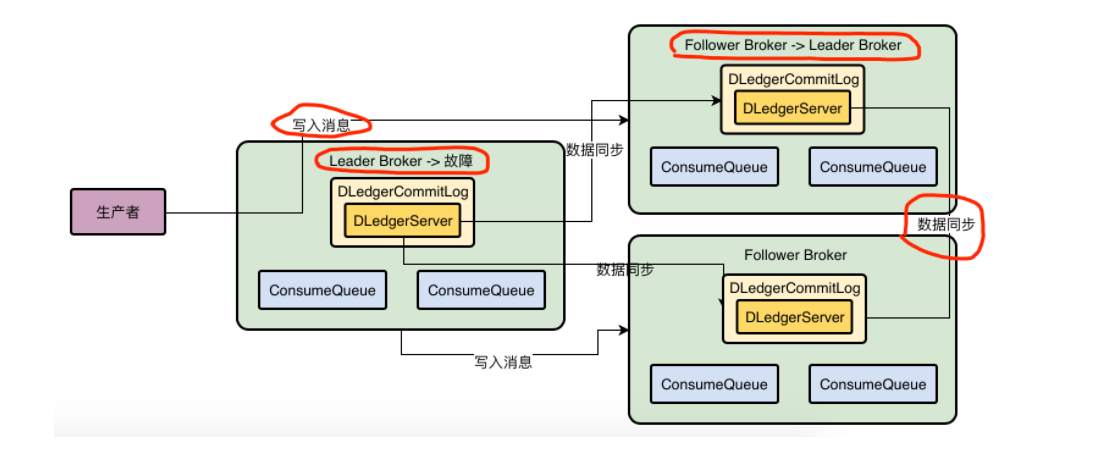 Follower Broker -> Leader Broker
DLedgerCommitLog
DLedgerServer
写入消息
数据同步
ConsumeQueue
ConsumeQueue
Leader Broker -> 故障
DLedgerCommitLog
DLedgerServer
生产者
数据同步
Follower Broker
数据同步
DLedgerCommitLog
DLedgerServer
ConsumeQueue
ConsumeQueue
写入消息
ConsumeQueue
ConsumeQueue